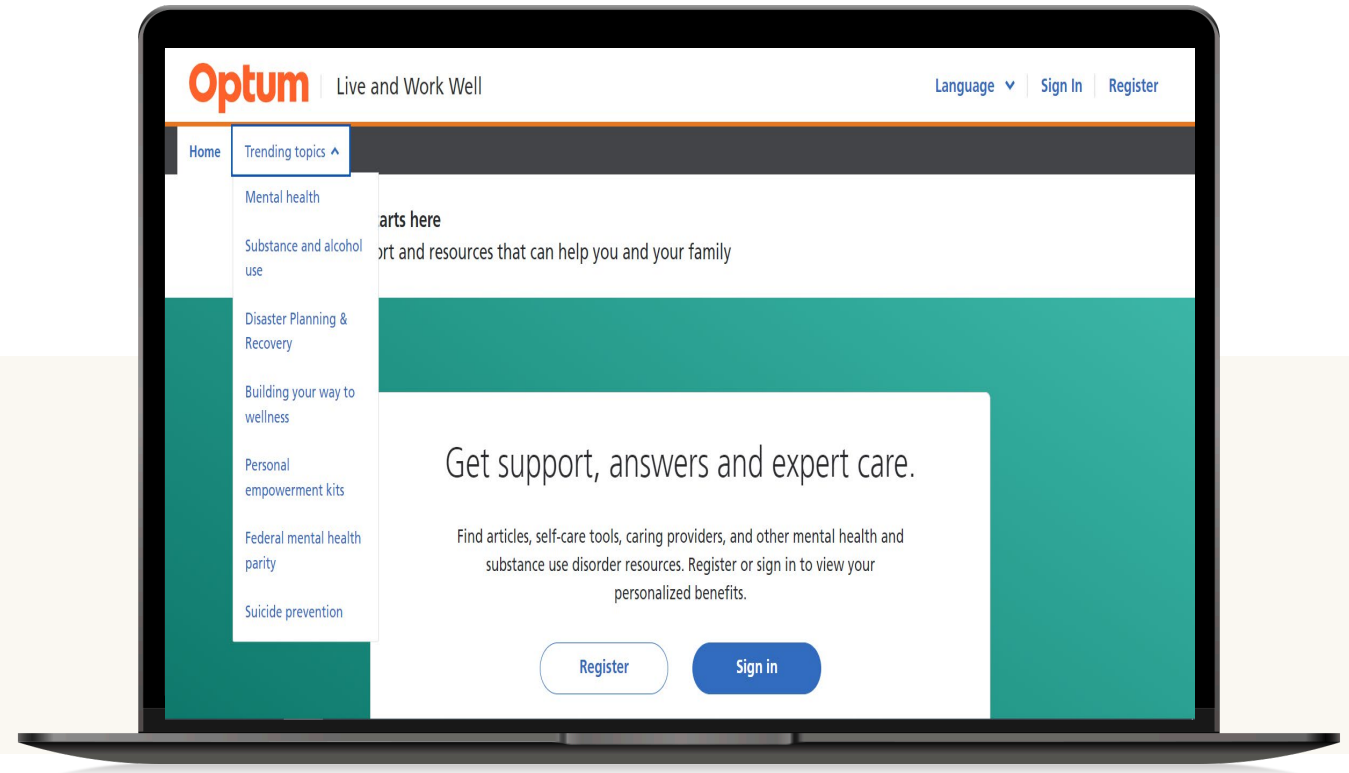 Optum
Live and Work Well
Language
Sign In
Register
Home
Trending topics
Mental health
Substance and alcohol
use
Disaster Planning &
Recovery
Building your way to
wellness
Personal
empowerment kits
Federal mental health
parity
Suicide prevention
here
and resources that can help you and your family
Get support, answers and expert care.
Find articles, self-care tools, caring providers, and other mental health and
substance use disorder resources. Register or sign in to view your
personalized benefits.
Register
Sign in